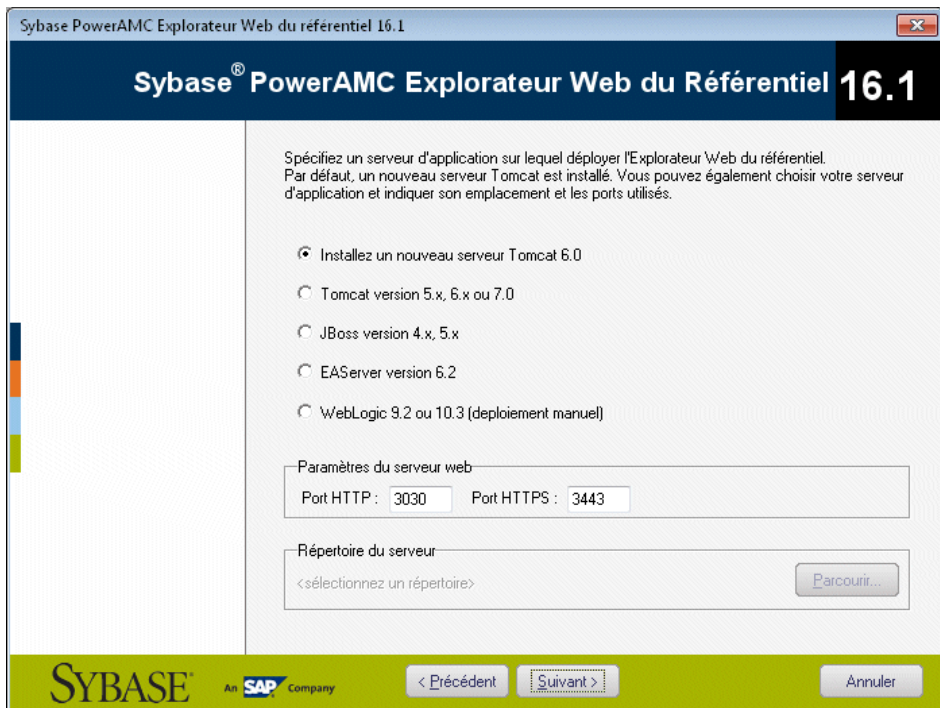 Sybase PowerAMC Explorateur Web du référentiel 16.1
Sybase® PowerAMC Explorateur Web du Référentiel 16.1
Spécifiez un serveur d'application sur lequel déployer l'Explorateur Web du référentiel.
Par défaut, un nouveau serveur Tomcat est installé. Vous pouvez également choisir votre serveur
d'application et indiquer son emplacement et les ports utilisés.
Installez un nouveau serveur Tomcat 6.0
Tomcat version 5.x, 6.x ou 7.0
JBoss version 4.x, 5.x
EAServer version 6.2
WebLogic 9.2 ou 10.3 (deploiement manuel)
Paramètres du serveur web
Port HTTP : 3030 Port HTTPS : 3443
Répertoire du serveur
<sélectionnez un répertoire> Parcourir...
SYBASE An SAP Company < Précédent Suivant > Annuler